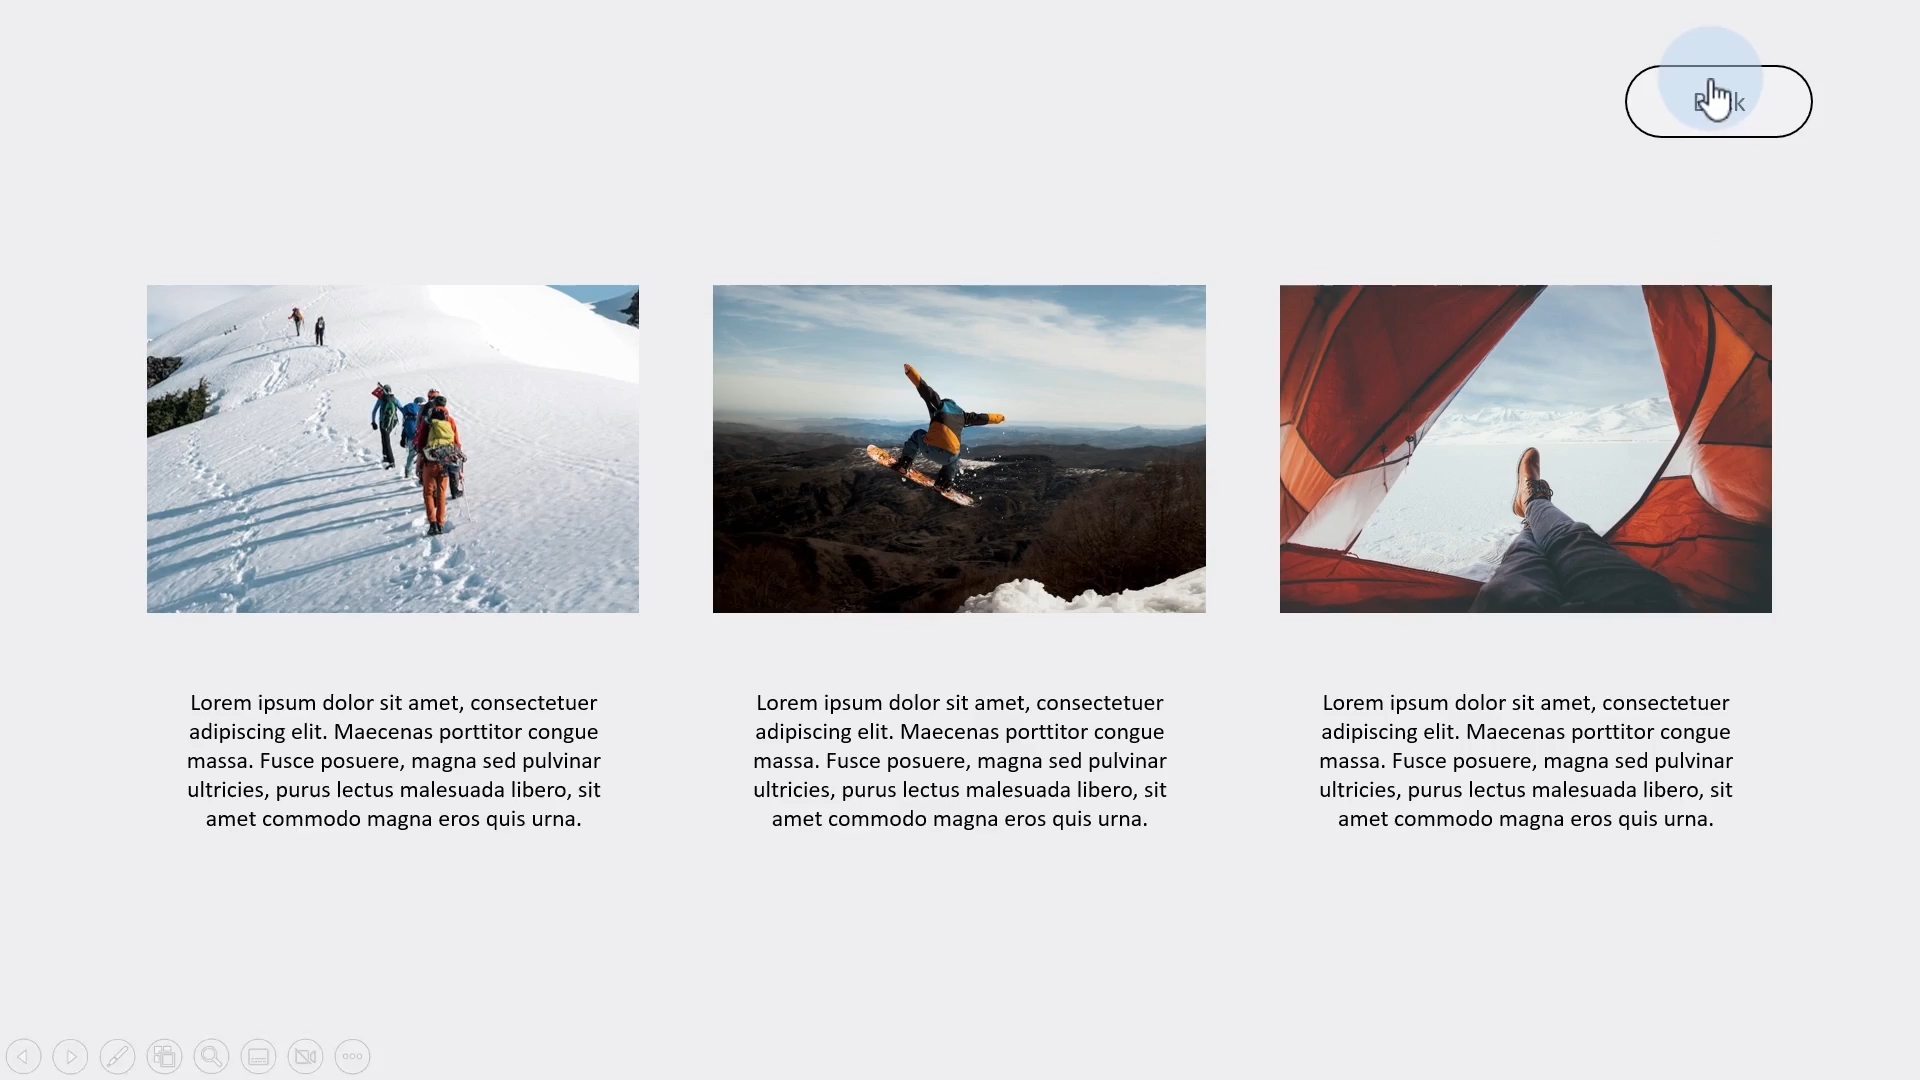 Lorem ipsum dolor sit amet, consectetuer
adipiscing elit. Maecenas porttitor congue
massa. Fusce posuere, magna sed pulvinar
ultricies, purus lectus malesuada libero, sit
amet commodo magna eros quis urna.
Lorem ipsum dolor sit amet, consectetuer
adipiscing elit. Maecenas porttitor congue
massa. Fusce posuere, magna sed pulvinar
ultricies, purus lectus malesuada libero, sit
amet commodo magna eros quis urna.
Lorem ipsum dolor sit amet, consectetuer
adipiscing elit. Maecenas porttitor congue
massa. Fusce posuere, magna sed pulvinar
ultricies, purus lectus malesuada libero, sit
amet commodo magna eros quis urna.